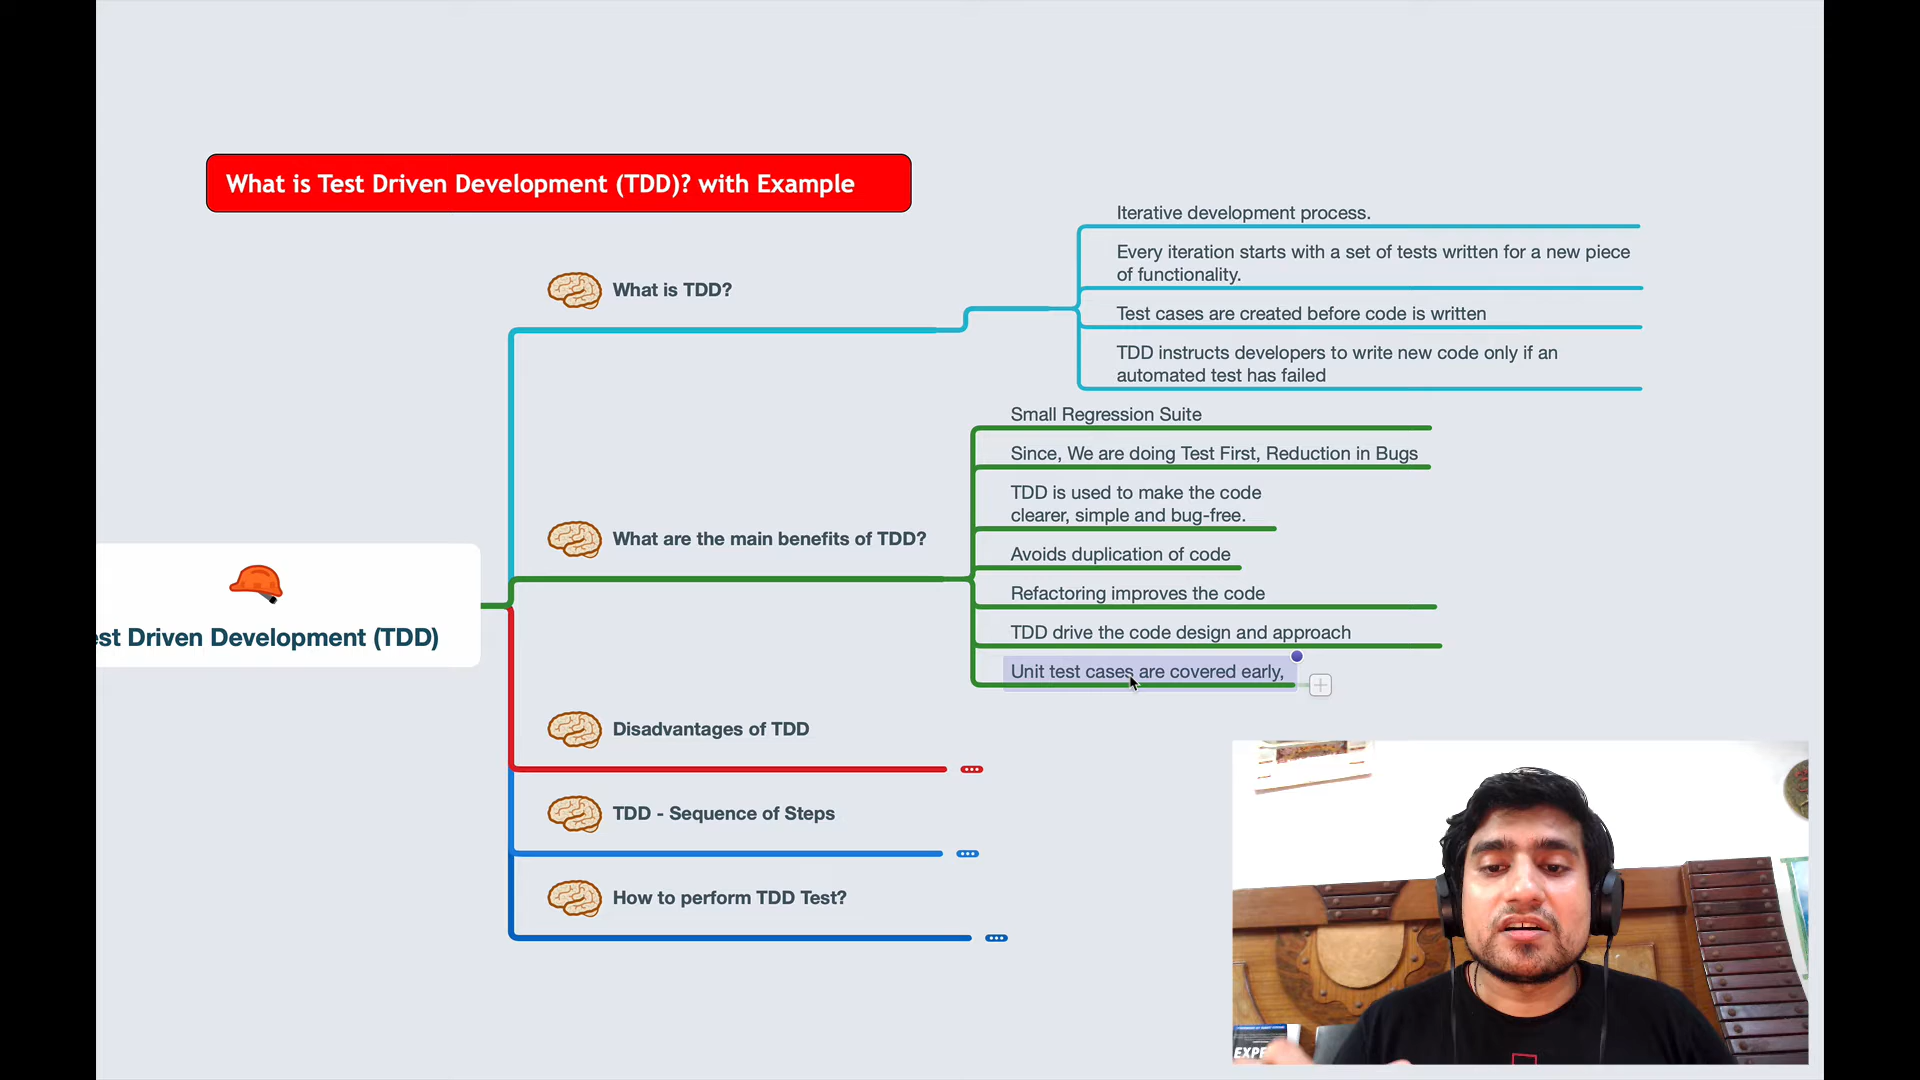 What is Test Driven Development (TDD)? with Example
What is TDD?
Iterative development process.
Every iteration starts with a set of tests written for a new piece
of functionality.
Test cases are created before code is written
TDD instructs developers to write new code only if an
automated test has failed
What are the main benefits of TDD?
Small Regression Suite
Since, We are doing Test First, Reduction in Bugs
TDD is used to make the code
clearer, simple and bug-free.
Avoids duplication of code
Refactoring improves the code
TDD drive the code design and approach
Unit test cases are covered early,
est Driven Development (TDD)
Disadvantages of TDD
TDD - Sequence of Steps
How to perform TDD Test?
EXPE